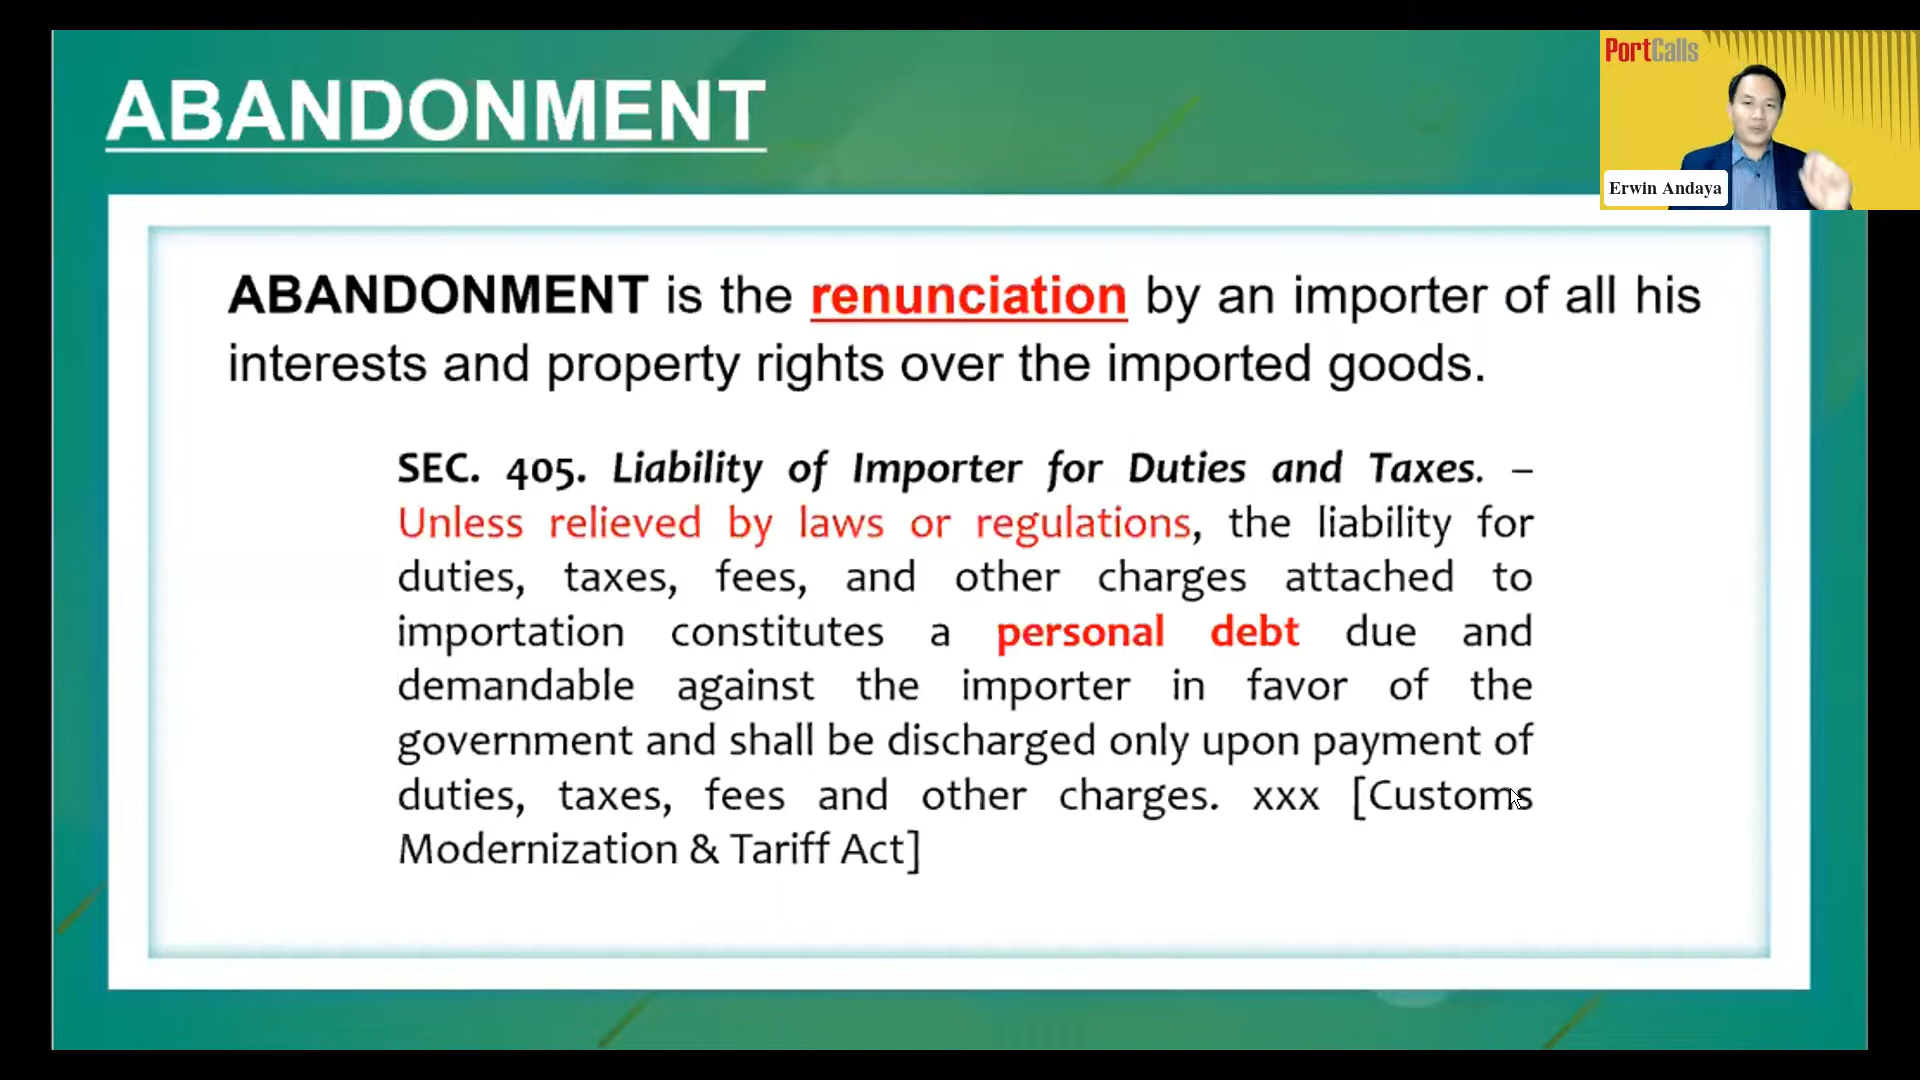 ABANDONMENT
PortCalls
Erwin Andaya
ABANDONMENT is the renunciation by an importer of all his
interests and property rights over the imported goods.
SEC. 405. Liability of Importer for Duties and Taxes. –
Unless relieved by laws or regulations, the liability for
duties, taxes, fees, and other charges attached to
importation constitutes a personal debt due and
demandable against the importer in favor of the
government and shall be discharged only upon payment of
duties, taxes, fees and other charges. xxx [Customs
Modernization & Tariff Act]